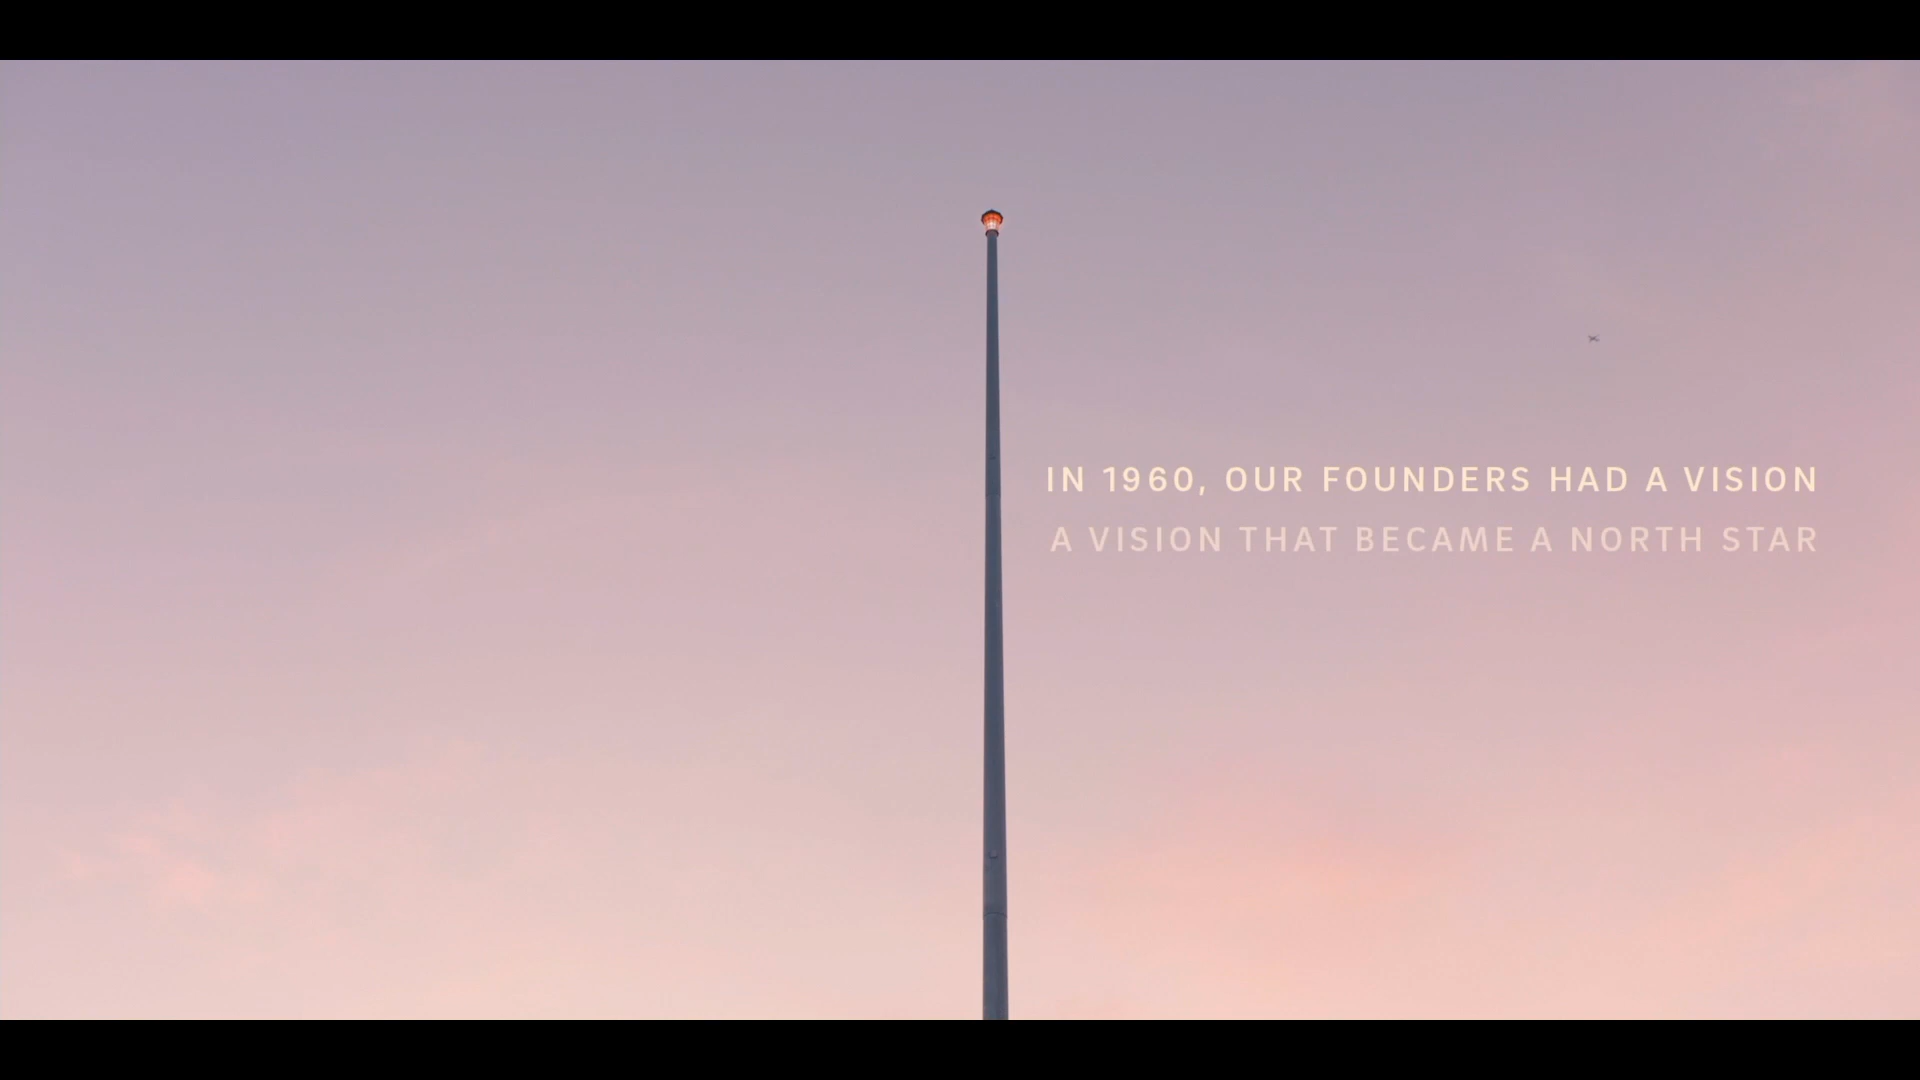 IN 1960, OUR FOUNDERS HAD A VISION
A VISION THAT BECAME A NORTH STAR